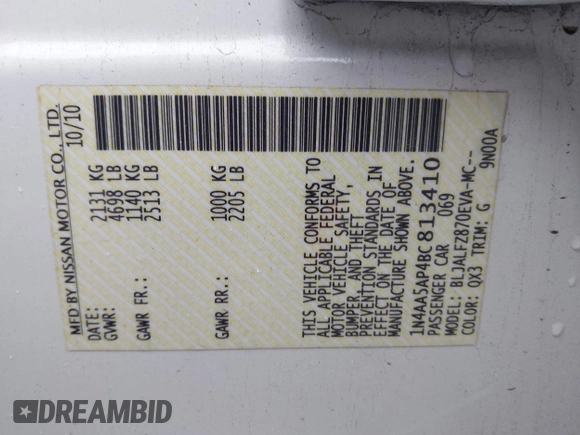 MFD BY NISSAN MOTOR CO., LTD.
DATE: 10/10
GVWR: 2131 KG
4698 LB
GAWR FR.: 1140 KG
2513 LB
GAWR RR.: 1000 KG
2205 LB
THIS VEHICLE CONFORMS TO
ALL APPLICABLE FEDERAL
MOTOR VEHICLE SAFETY,
BUMPER, AND THEFT
PREVENTION STANDARDS IN
EFFECT ON THE DATE OF
MANUFACTURE SHOWN ABOVE.
1N4AA5AP4BC813410
PASSENGER CAR 069
MODEL: BLJALFZ870EVA-MC--
COLOR: QX3 TRIM: G 9N00A
DREAMBID